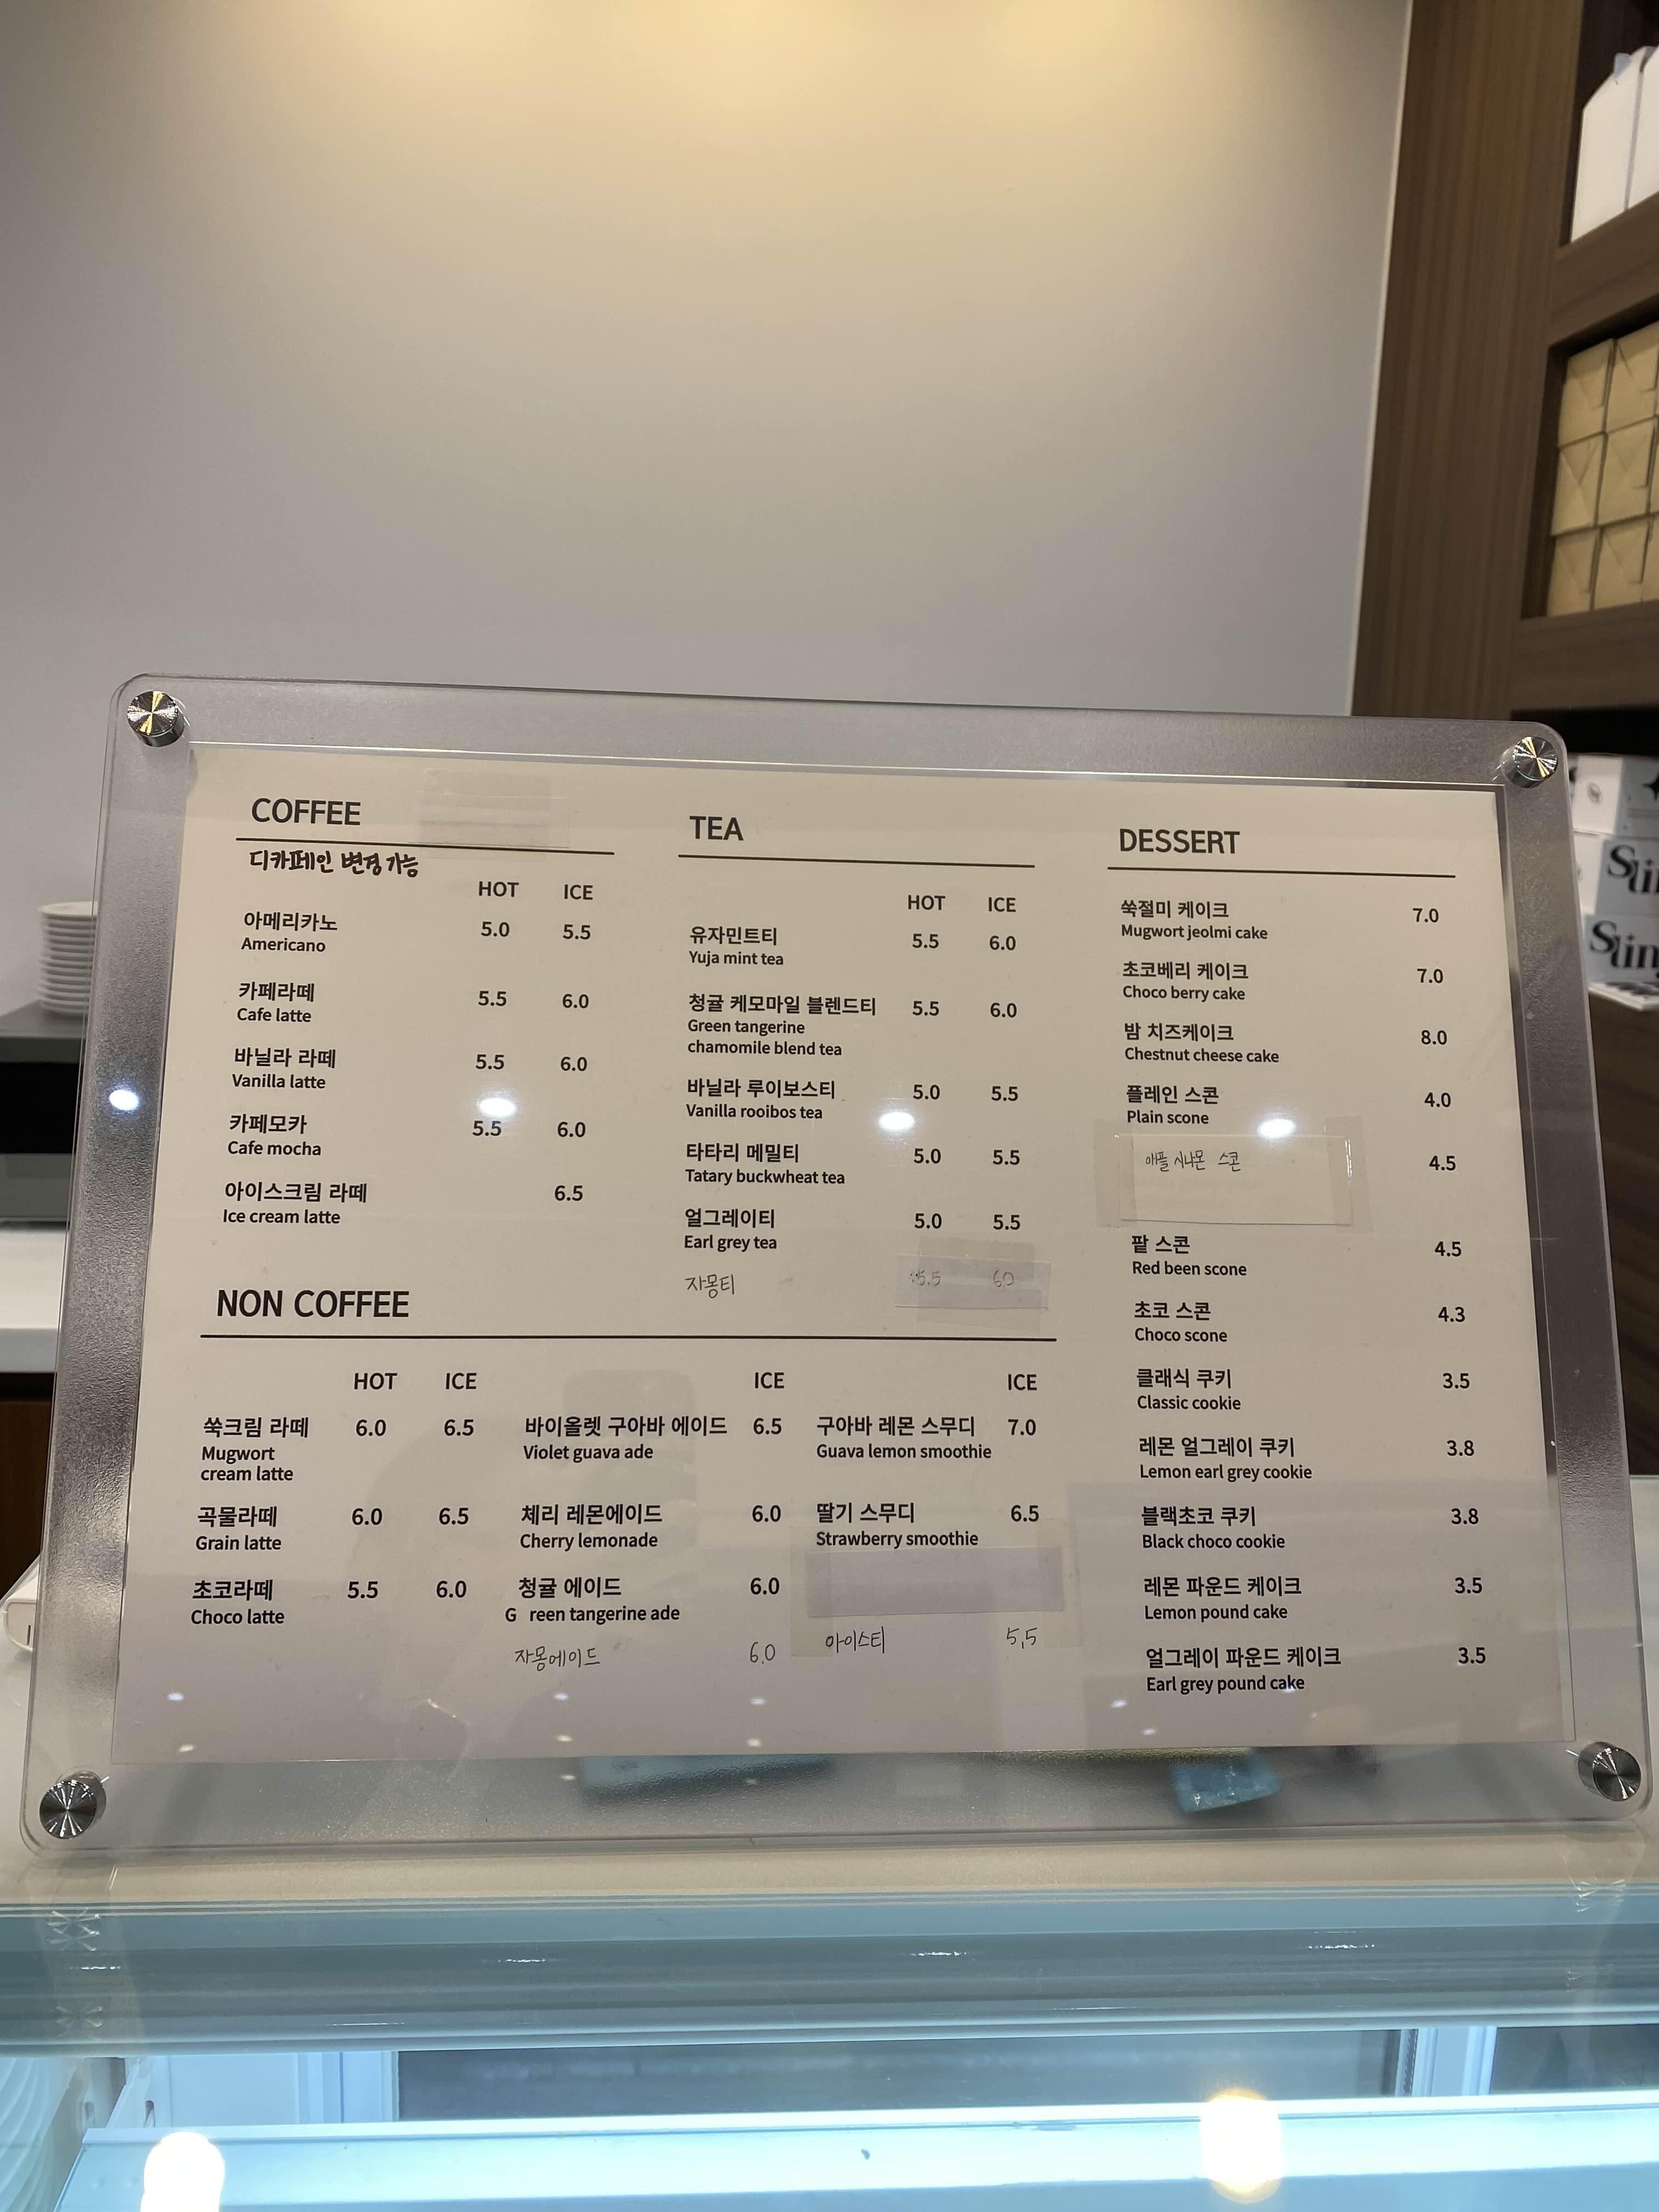 COFFEE
디카페인 변경 가능
HOT ICE
아메리카노 5.0 5.5
Americano
카페라떼 5.5 6.0
Cafe latte
바닐라 라떼 5.5 6.0
Vanilla latte
카페모카 5.5 6.0
Cafe mocha
아이스크림 라떼 6.5
Ice cream latte
TEA
HOT ICE
유자민트티 5.5 6.0
Yuja mint tea
청귤 케모마일 블렌드티 5.5 6.0
Green tangerine
chamomile blend tea
바닐라 루이보스티 5.0 5.5
Vanilla rooibos tea
타타리 메밀티 5.0 5.5
Tatary buckwheat tea
얼그레이티 5.0 5.5
Earl grey tea
자몽티 5.5 60
NON COFFEE
HOT ICE
쑥크림 라떼 6.0 6.5
Mugwort
cream latte
곡물라떼 6.0 6.5
Grain latte
초코라떼 5.5 6.0
Choco latte
ICE
바이올렛 구아바 에이드 6.5
Violet guava ade
체리 레몬에이드 6.0
Cherry lemonade
청귤 에이드 6.0
G reen tangerine ade
자몽에이드 6.0
ICE
구아바 레몬 스무디 7.0
Guava lemon smoothie
딸기 스무디 6.5
Strawberry smoothie
아이스티 5.5
DESSERT
쑥절미 케이크 7.0
Mugwort jeolmi cake
초코베리 케이크 7.0
Choco berry cake
밤 치즈케이크 8.0
Chestnut cheese cake
플레인 스콘 4.0
Plain scone
애플 시나몬 스콘 4.5
팥 스콘 4.5
Red been scone
초코 스콘 4.3
Choco scone
클래식 쿠키 3.5
Classic cookie
레몬 얼그레이 쿠키 3.8
Lemon earl grey cookie
블랙초코 쿠키 3.8
Black choco cookie
레몬 파운드 케이크 3.5
Lemon pound cake
얼그레이 파운드 케이크 3.5
Earl grey pound cake